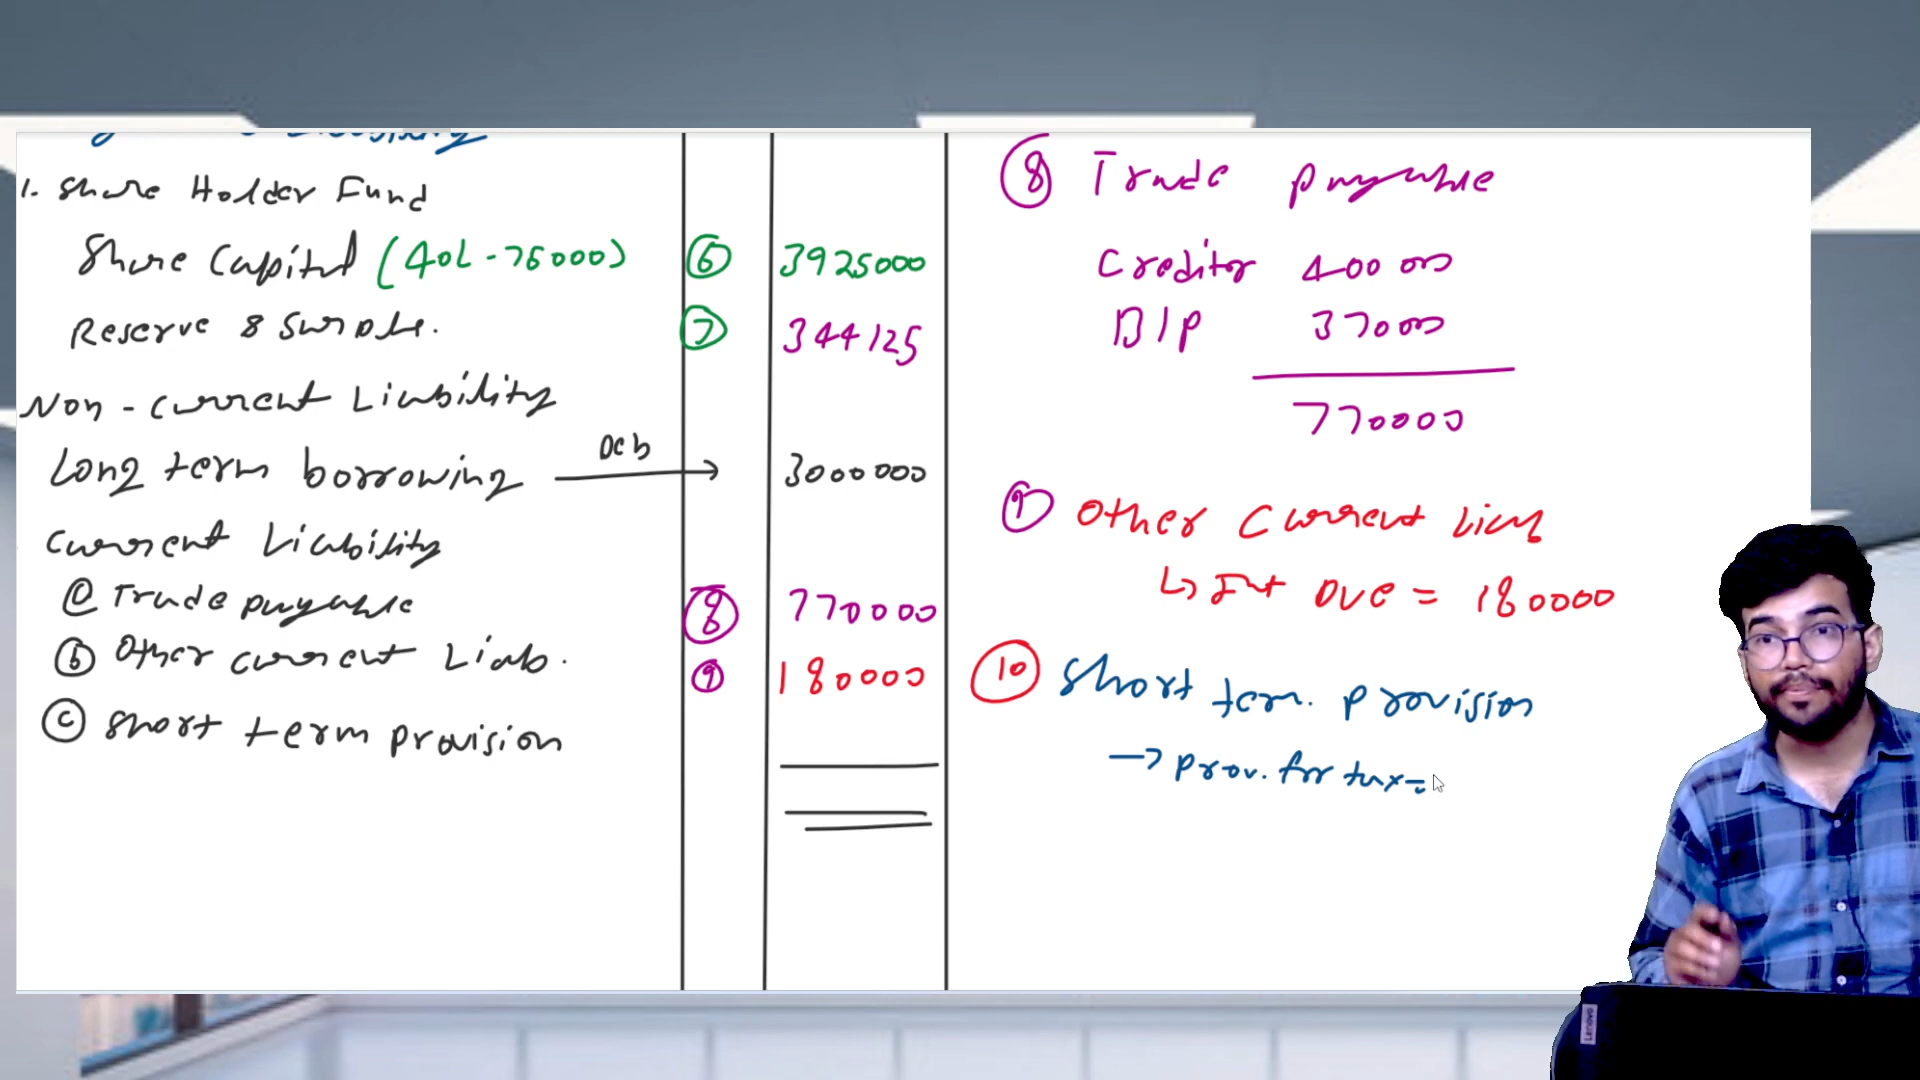 1. Share Holder Fund
Share Capital (40L - 75000) 6 3925000
Reserve & Surplu. 7 344125
Non-current Liability
Long term borrowing Deb → 3000000
Current Liability
@ Trade payable 8 770000
b Other current Liab. 9 180000
c Short term provision
8 Trade payable
Creditor 400000
B/P 370000
770000
9 Other Current Liab
↳ Int Due = 180000
10 Short term. provision
→ prov. for tax =
Lenovo